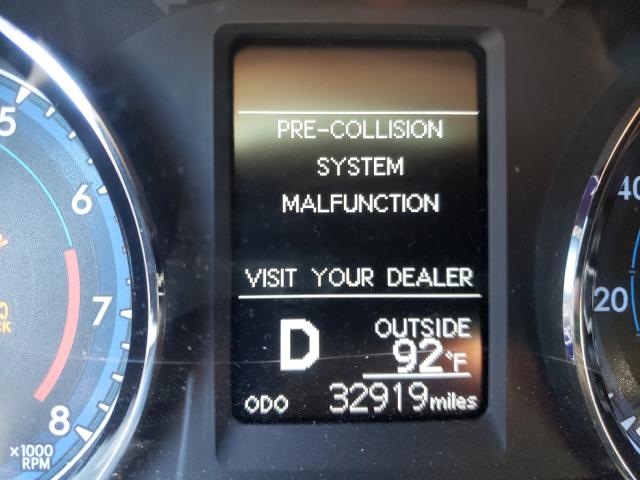 PRE-COLLISION
SYSTEM
MALFUNCTION
VISIT YOUR DEALER
D
OUTSIDE
92°F
ODO 32919 miles
5
6
7
8
×1000
RPM
40
20